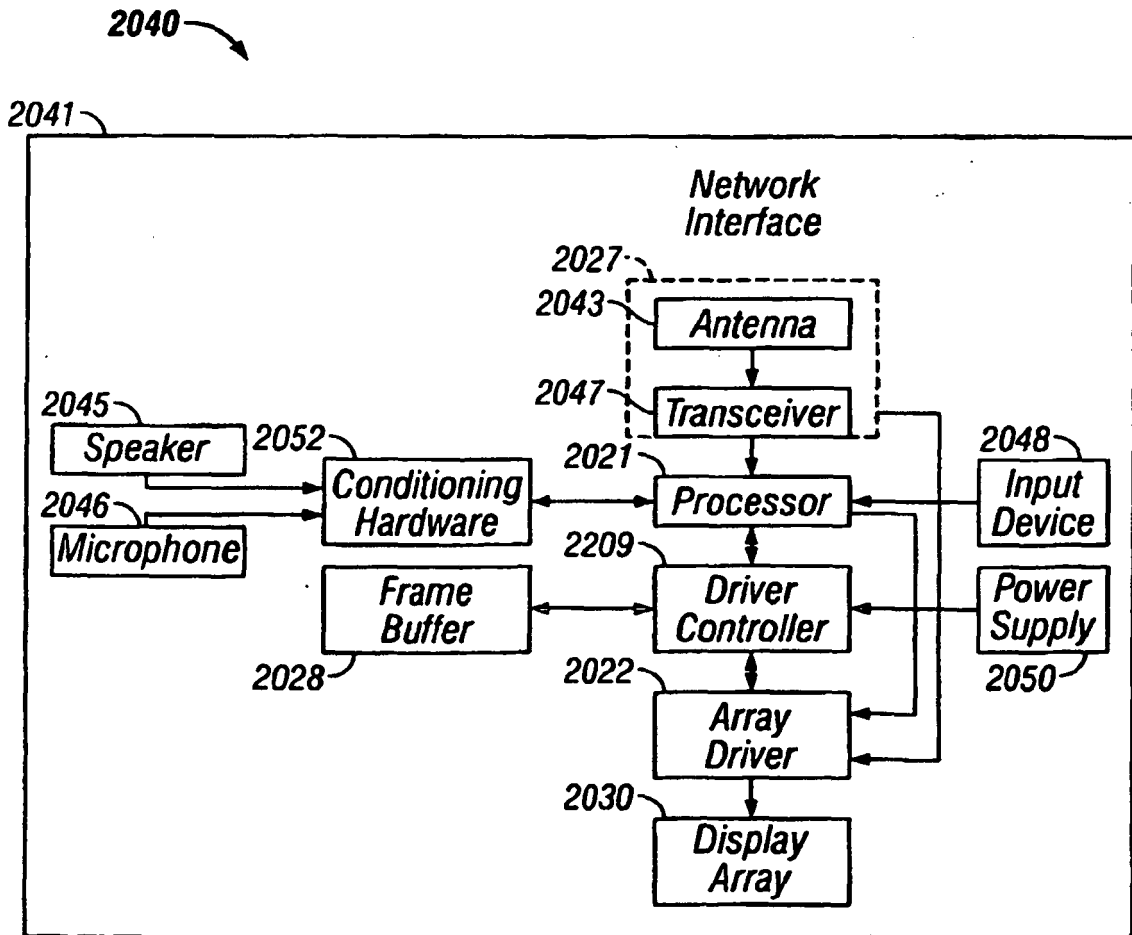 2040
2041
Network
Interface
2027
2043
Antenna
2047
Transceiver
2045
Speaker
2052
Conditioning
Hardware
2046
Microphone
2021
Processor
2048
Input
Device
2209
Driver
Controller
Frame
Buffer
2028
Power
Supply
2050
2022
Array
Driver
2030
Display
Array